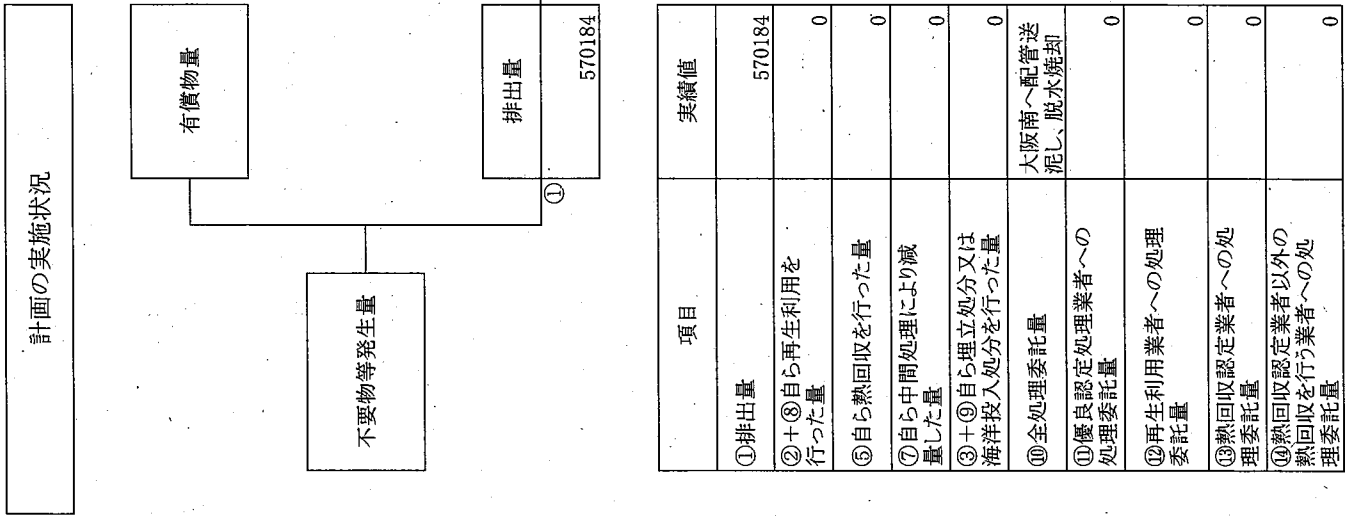 計画の実施状況
有償物量
不要物等発生量
排出量
570184
①
項目
実績値
①排出量
570184
②+⑧自ら再生利用を
行った量
0
⑤自ら熱回収を行った量
0
⑦自ら中間処理により減
量した量
0
③+⑨自ら埋立処分又は
海洋投入処分を行った量
0
⑩全処理委託量
大阪南へ配管送
泥し、脱水焼却
⑪優良認定処理業者への
処理委託量
0
⑫再生利用業者への処理
委託量
0
⑬熱回収認定業者への処
理委託量
0
⑭熱回収認定業者以外の
熱回収を行う業者への処
理委託量
0